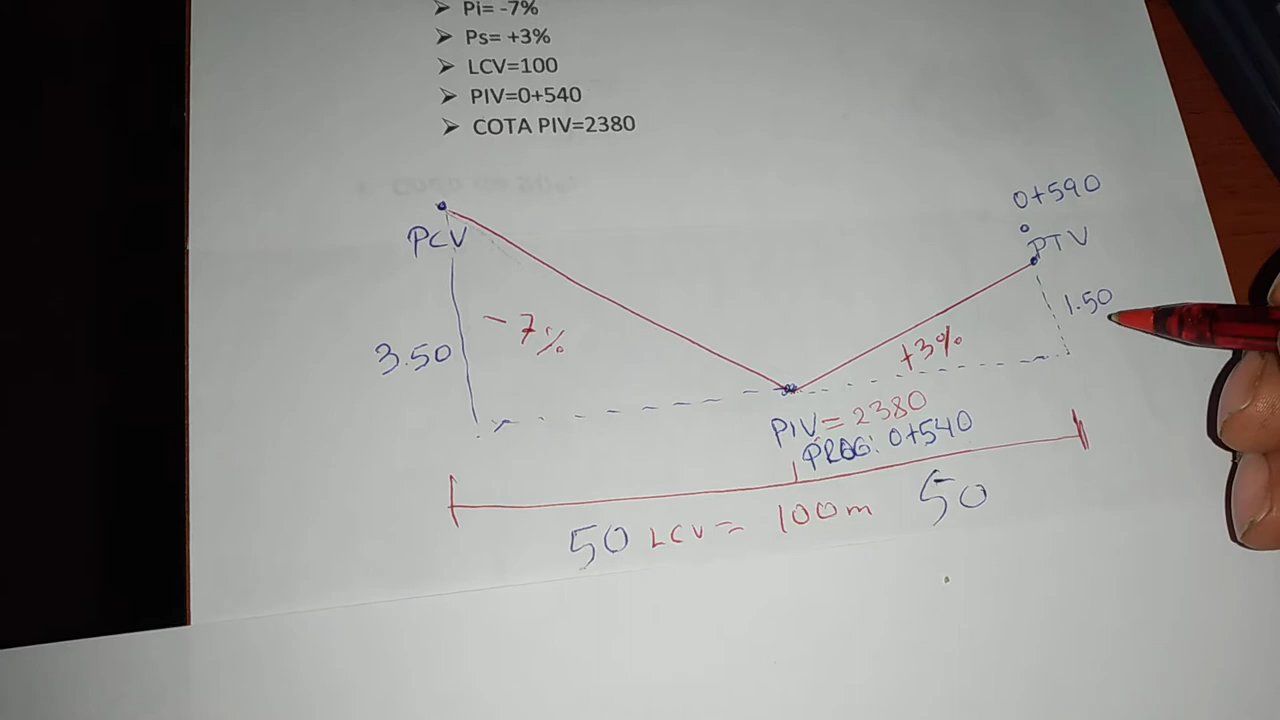 ➤ Pi= -7%
➤ Ps= +3%
➤ LCV=100
➤ PIV=0+540
➤ COTA PIV=2380
0+590
PCV
PTV
1.50
-7%
3.50
+3%
PIV=2380
PROG: 0+540
50 LCV= 100m 50